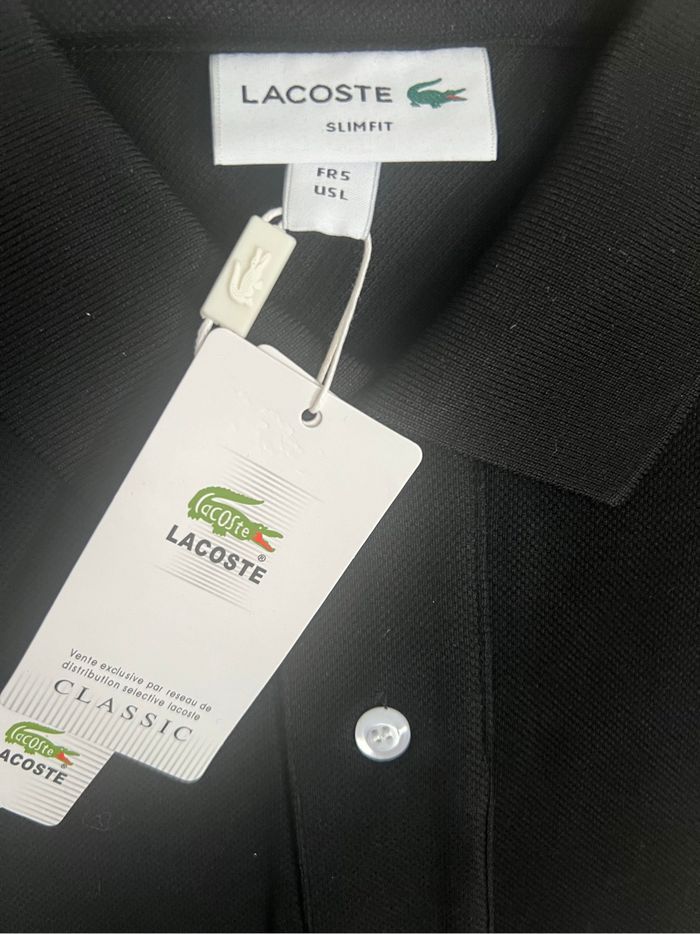 LACOSTE
SLIMFIT
FR5
USL
Lacoste
LACOSTE®
Vente exclusive par reseau de
distribution selective lacoste
CLASSIC
Lacoste
LACOSTE